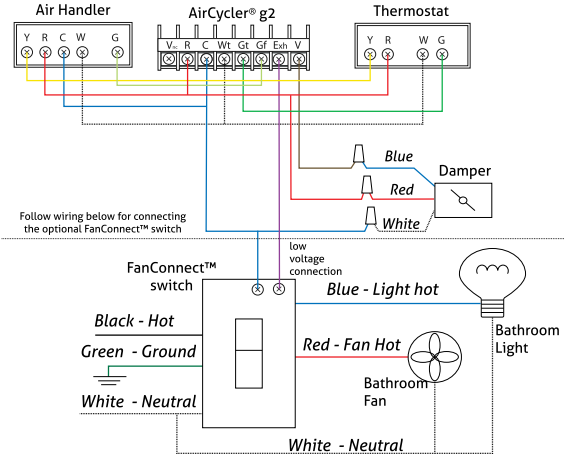 Air Handler
AirCycler® g2
Thermostat
Y R C W G
Vac R C Wt Gt Gf Exh V
Y R W G
Blue
Damper
Red
White
Follow wiring below for connecting
the optional FanConnect™ switch
FanConnect™
switch
low
voltage
connection
Blue - Light hot
Black - Hot
Bathroom
Light
Green - Ground
Red - Fan Hot
Bathroom
Fan
White - Neutral
White - Neutral